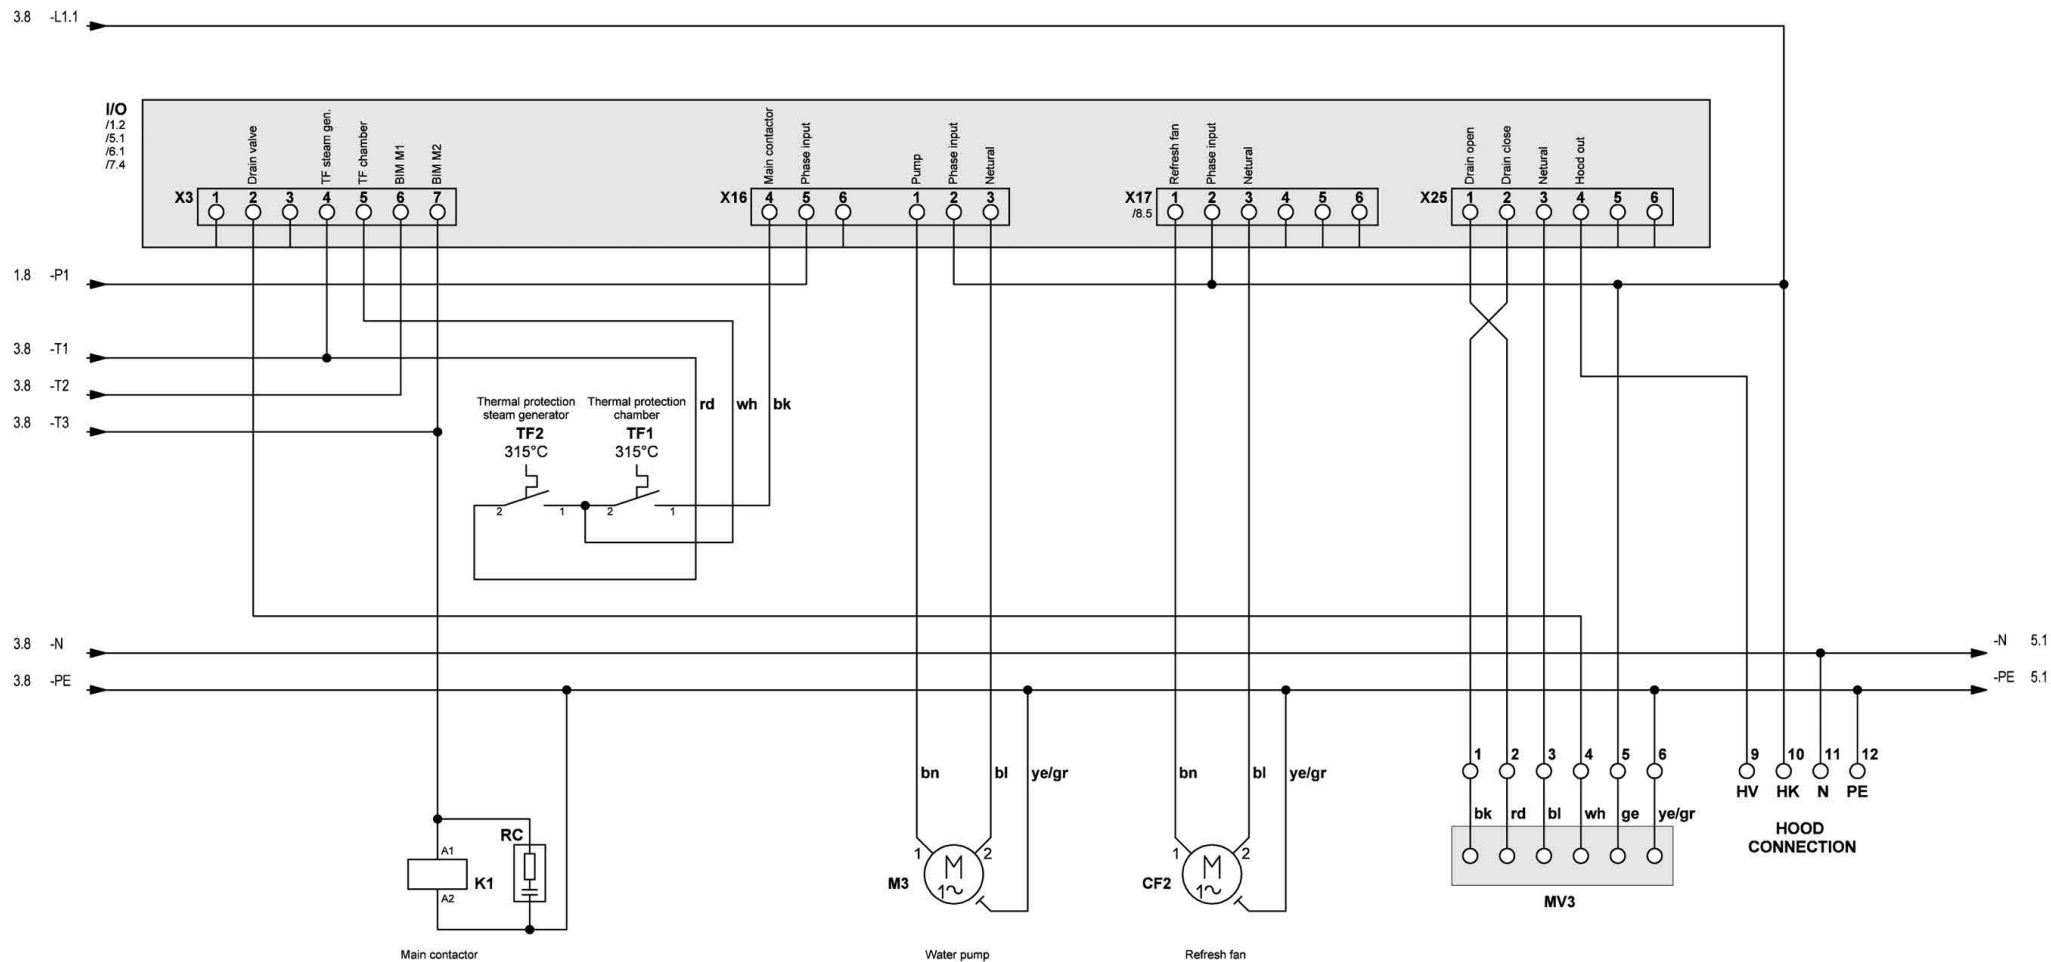 3.8 -L1.1
I/O
/1.2
/5.1
/6.1
/7.4
Drain valve
TF steam gen.
TF chamber
BIM M1
BIM M2
X3 1 2 3 4 5 6 7
Main contactor
Phase input
Pump
Phase input
Netural
X16 4 5 6 1 2 3
Refresh fan
Phase input
Netural
X17 1 2 3 4 5 6
/8.5
Drain open
Drain close
Netural
Hood out
X25 1 2 3 4 5 6
1.8 -P1
3.8 -T1
3.8 -T2
3.8 -T3
Thermal protection
steam generator
TF2
315°C
2 1
Thermal protection
chamber
TF1
315°C
2 1
rd wh bk
3.8 -N
-N 5.1
3.8 -PE
-PE 5.1
A1
K1
A2
RC
Main contactor
bn bl ye/gr
1 2
M3
M
1~
Water pump
bn bl ye/gr
1 2
CF2
M
1~
Refresh fan
1 2 3 4 5 6
bk rd bl wh ge ye/gr
MV3
9 10 11 12
HV HK N PE
HOOD
CONNECTION